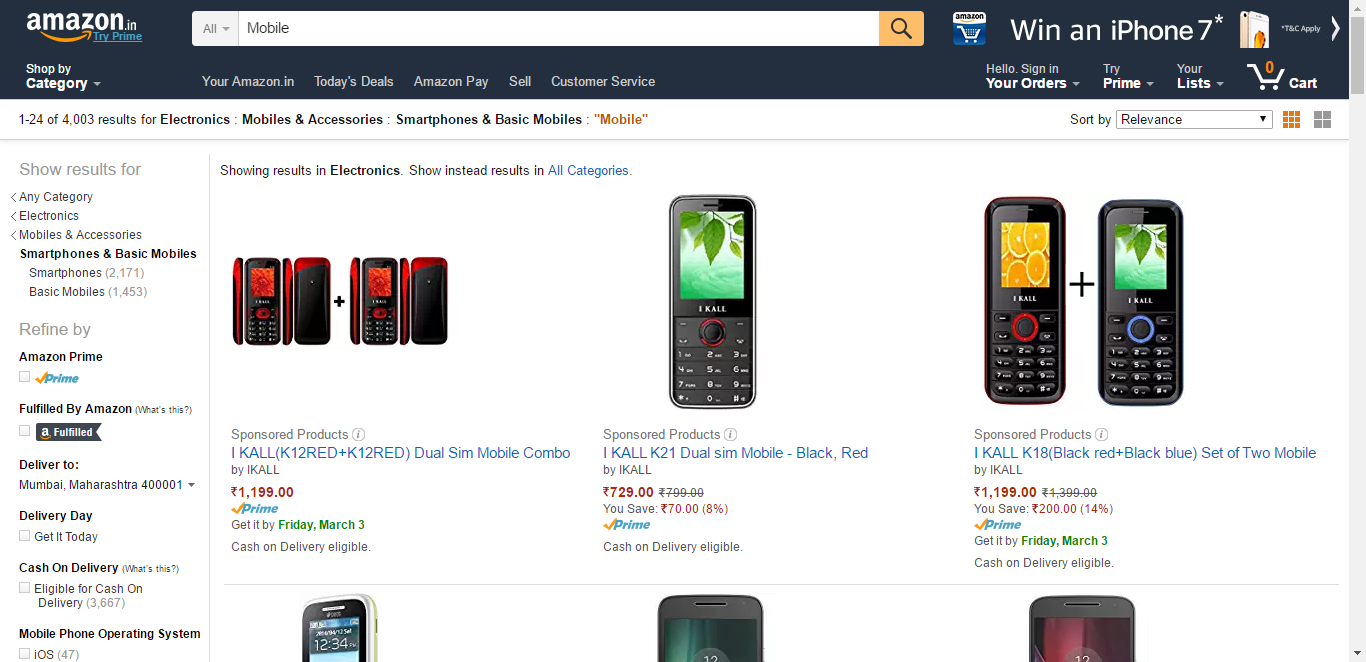 amazon.in
Try Prime
All
Mobile
amazon
Win an iPhone 7*
*T&C Apply
Shop by
Category
Your Amazon.in
Today's Deals
Amazon Pay
Sell
Customer Service
Hello. Sign in
Your Orders
Try
Prime
Your
Lists
0
Cart
1-24 of 4,003 results for Electronics : Mobiles & Accessories : Smartphones & Basic Mobiles : "Mobile"
Sort by Relevance
Show results for
Any Category
Electronics
Mobiles & Accessories
Smartphones & Basic Mobiles
Smartphones (2,171)
Basic Mobiles (1,453)
Refine by
Amazon Prime
Prime
Fulfilled By Amazon (What's this?)
a Fulfilled
Deliver to:
Mumbai, Maharashtra 400001
Delivery Day
Get It Today
Cash On Delivery (What's this?)
Eligible for Cash On
Delivery (3,667)
Mobile Phone Operating System
iOS (47)
Showing results in Electronics. Show instead results in All Categories.
I KALL
I KALL
I KALL
Sponsored Products
I KALL(K12RED+K12RED) Dual Sim Mobile Combo
by IKALL
₹1,199.00
Prime
Get it by Friday, March 3
Cash on Delivery eligible.
Sponsored Products
I KALL K21 Dual sim Mobile - Black, Red
by IKALL
₹729.00 ₹799.00
You Save: ₹70.00 (8%)
Prime
Cash on Delivery eligible.
Sponsored Products
I KALL K18(Black red+Black blue) Set of Two Mobile
by IKALL
₹1,199.00 ₹1,399.00
You Save: ₹200.00 (14%)
Prime
Get it by Friday, March 3
Cash on Delivery eligible.
12:34
12
12